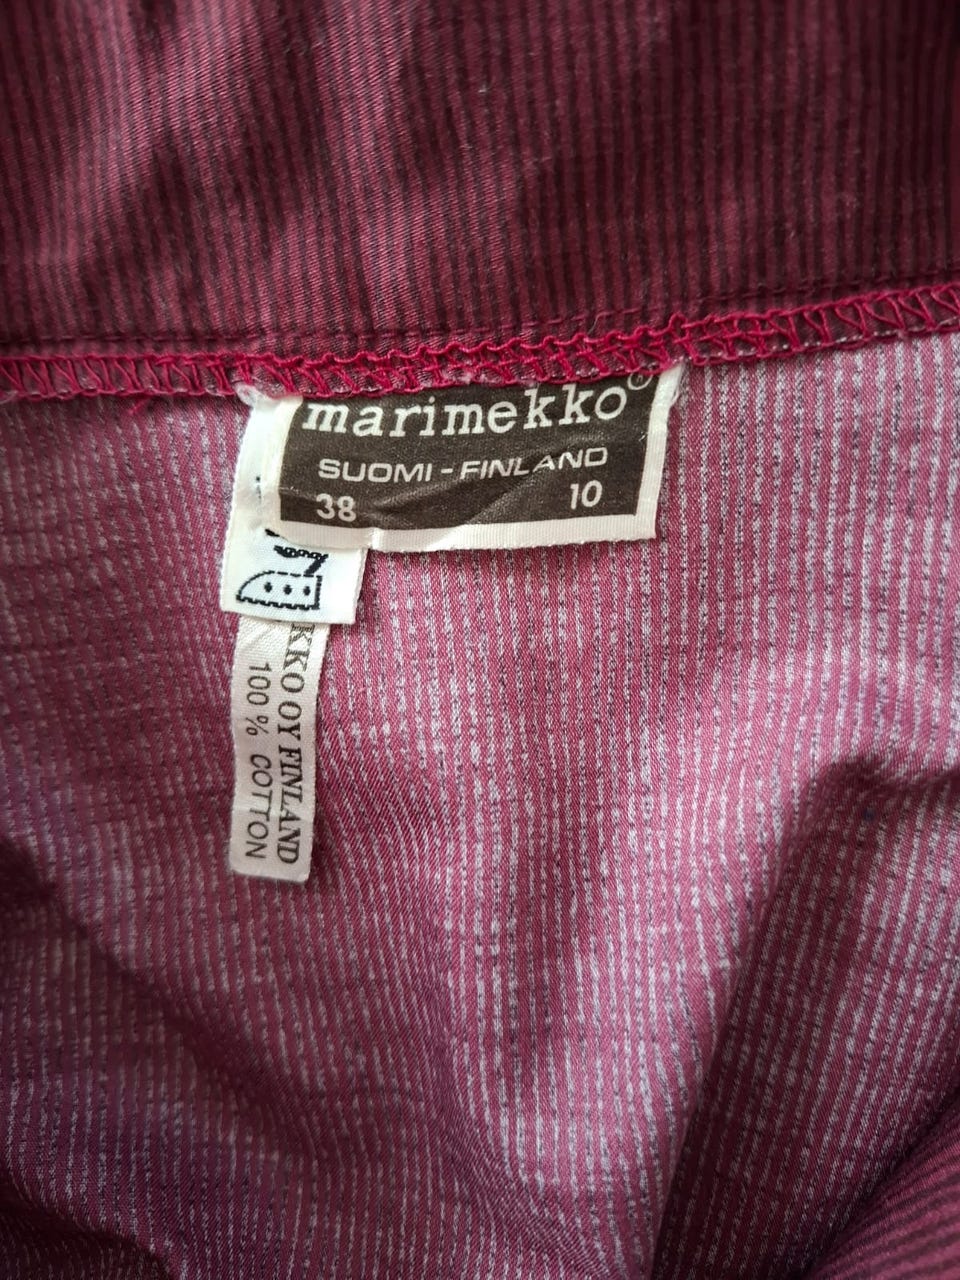 marimekko®
SUOMI - FINLAND
38 10
KKO OY FINLAND
100 % COTTON